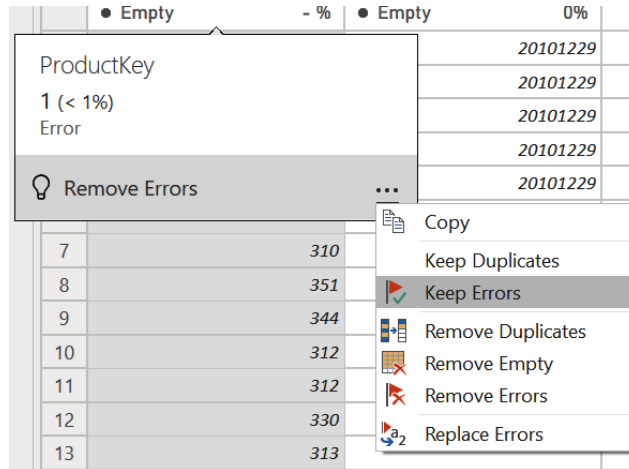 ● Empty - % ● Empty 0%
ProductKey
1 (< 1%)
Error
Remove Errors ...
20101229
20101229
20101229
20101229
20101229
Copy
Keep Duplicates
Keep Errors
Remove Duplicates
Remove Empty
Remove Errors
Replace Errors
7 310
8 351
9 344
10 312
11 312
12 330
13 313